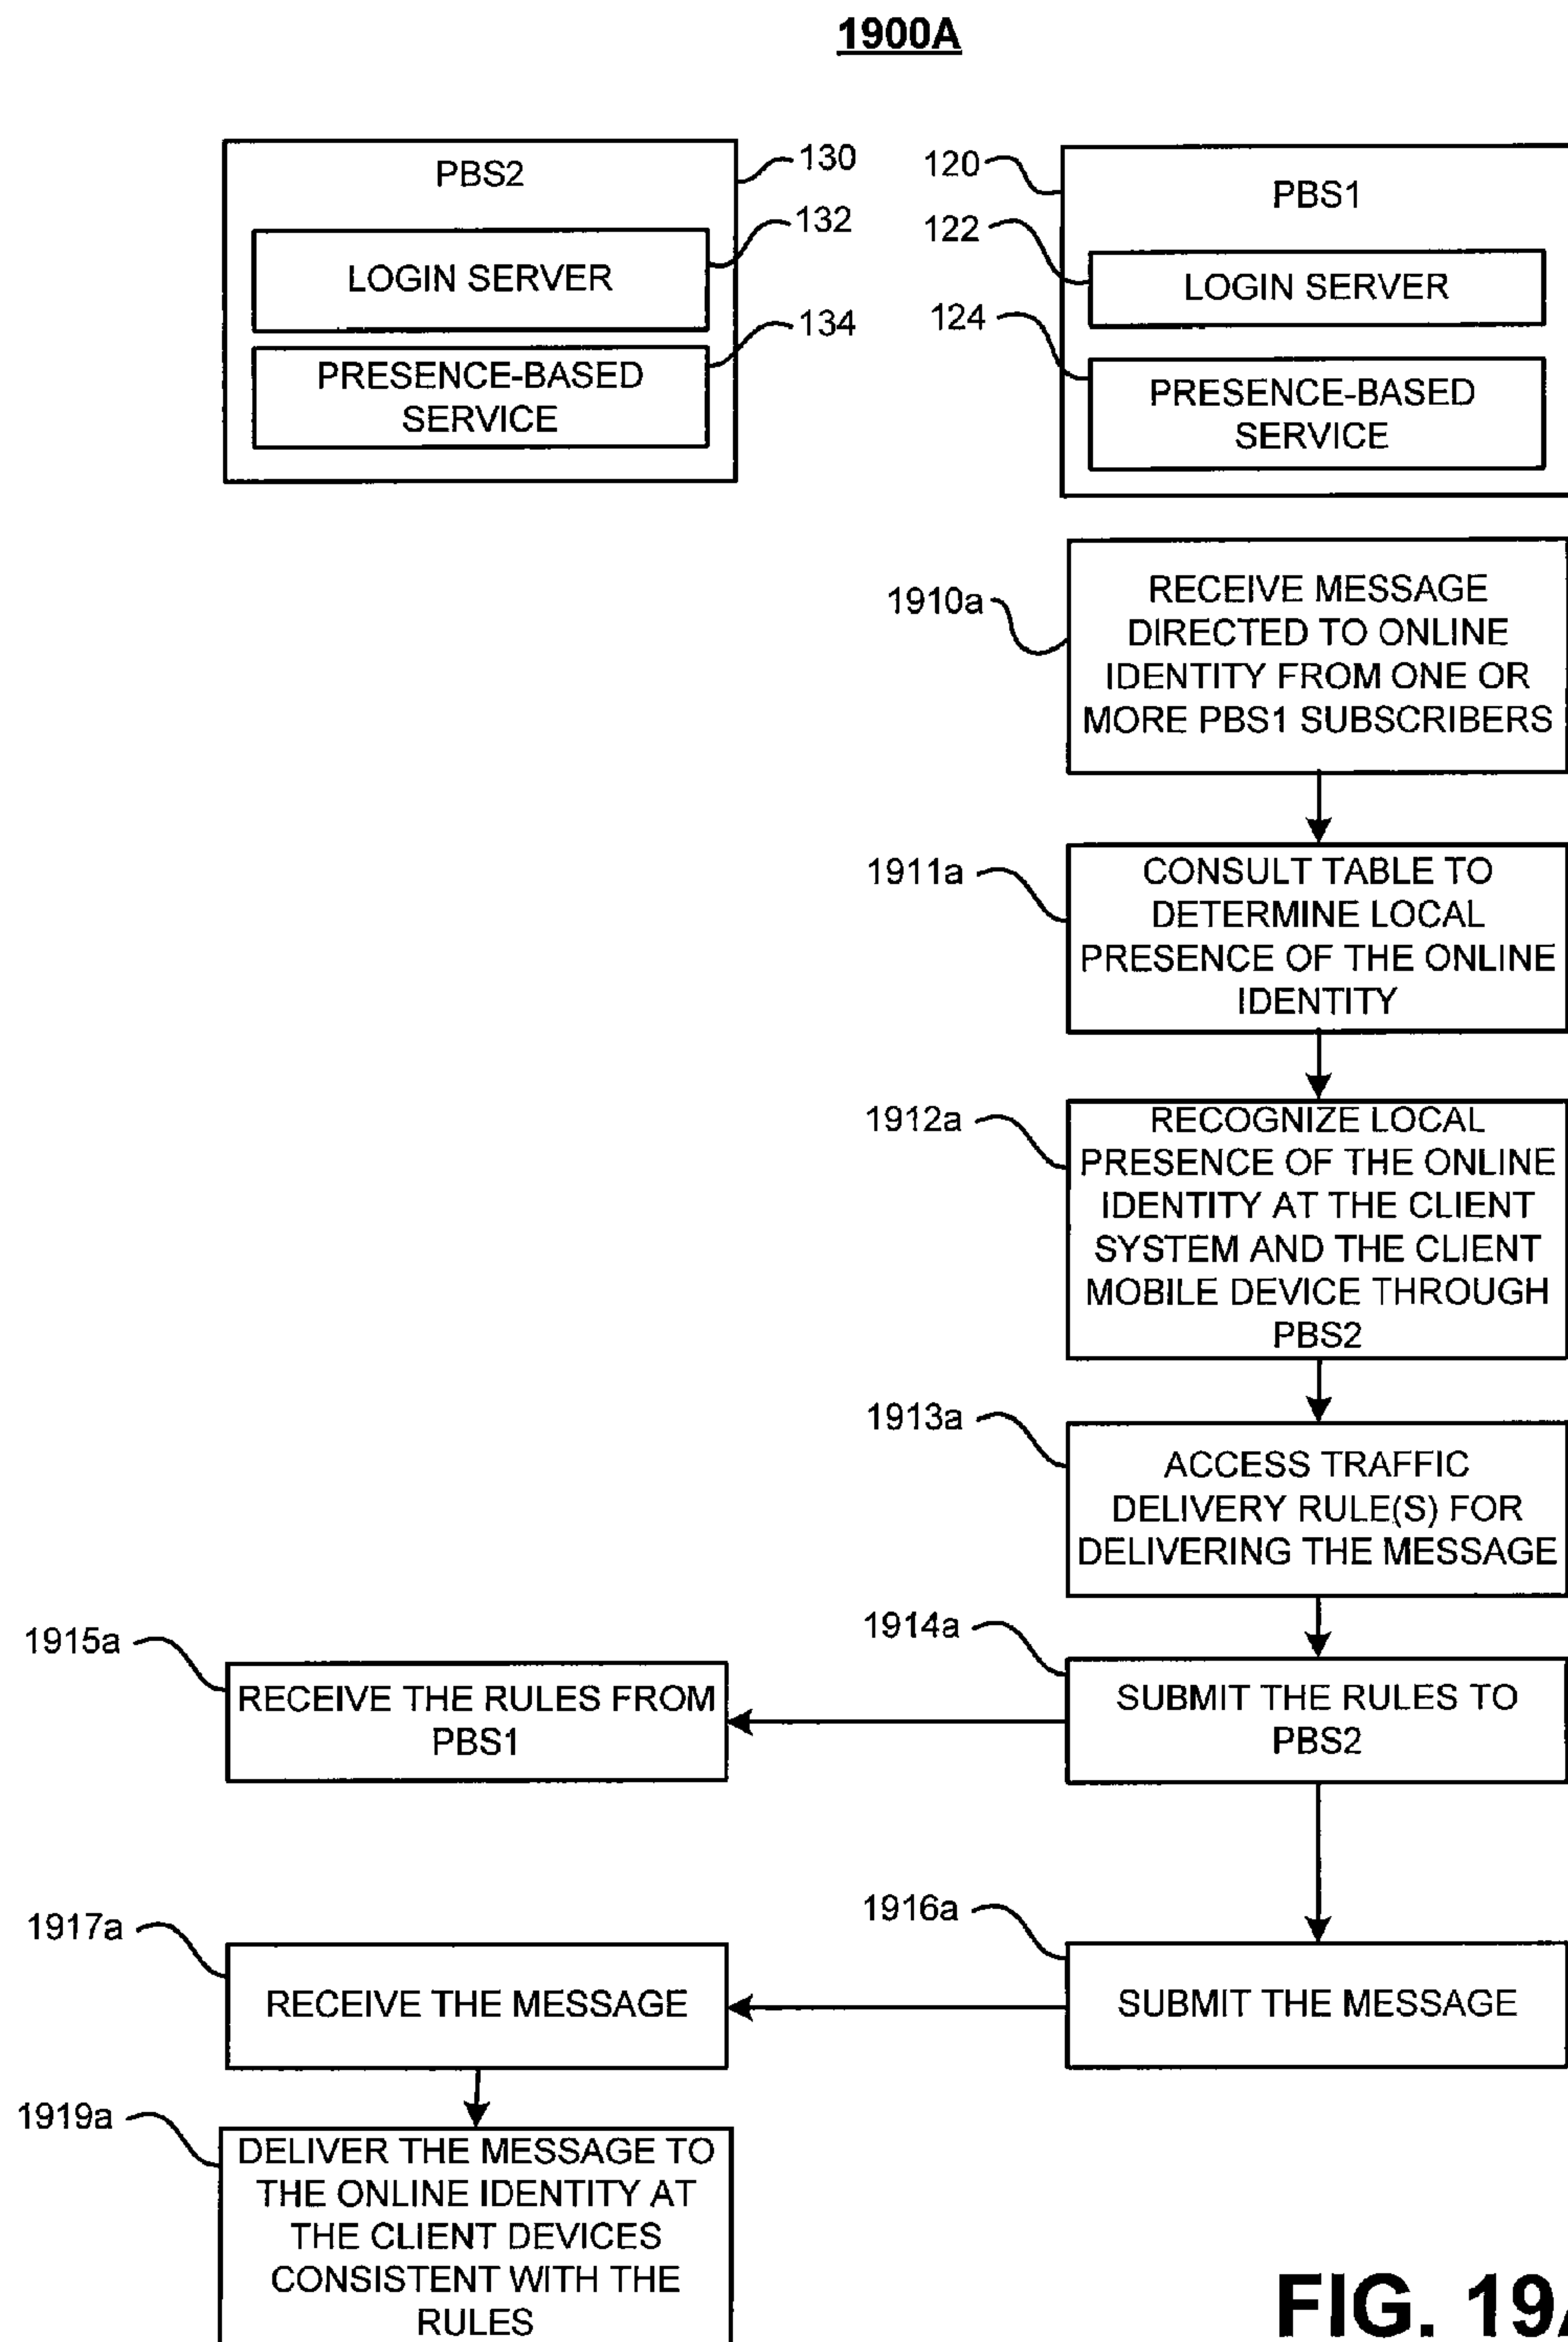 1900A
PBS2
130
132
LOGIN SERVER
134
PRESENCE-BASED
SERVICE
120
PBS1
122
LOGIN SERVER
124
PRESENCE-BASED
SERVICE
1910a
RECEIVE MESSAGE
DIRECTED TO ONLINE
IDENTITY FROM ONE OR
MORE PBS1 SUBSCRIBERS
1911a
CONSULT TABLE TO
DETERMINE LOCAL
PRESENCE OF THE ONLINE
IDENTITY
1912a
RECOGNIZE LOCAL
PRESENCE OF THE ONLINE
IDENTITY AT THE CLIENT
SYSTEM AND THE CLIENT
MOBILE DEVICE THROUGH
PBS2
1913a
ACCESS TRAFFIC
DELIVERY RULE(S) FOR
DELIVERING THE MESSAGE
1914a
SUBMIT THE RULES TO
PBS2
1915a
RECEIVE THE RULES FROM
PBS1
1916a
SUBMIT THE MESSAGE
1917a
RECEIVE THE MESSAGE
1919a
DELIVER THE MESSAGE TO
THE ONLINE IDENTITY AT
THE CLIENT DEVICES
CONSISTENT WITH THE
RULES
FIG. 19A